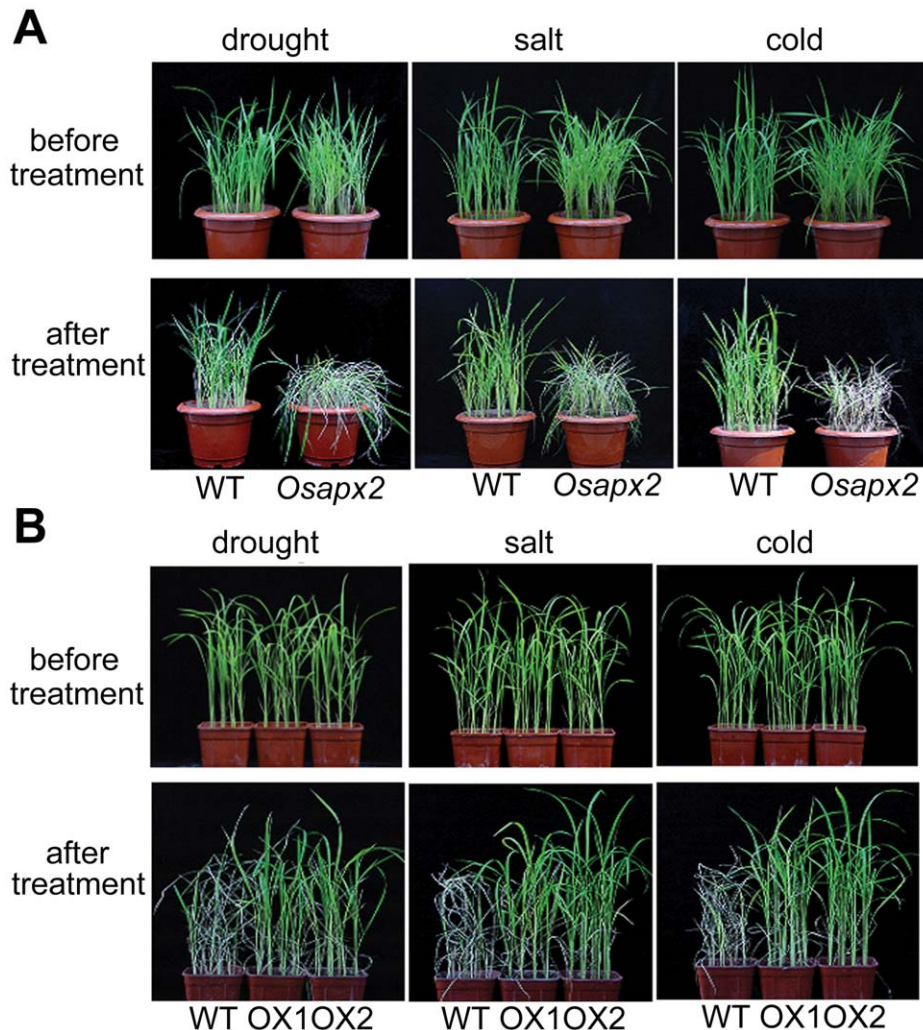 A
drought salt cold
before
treatment
after
treatment
WT Osapx2 WT Osapx2 WT Osapx2
B
drought salt cold
before
treatment
after
treatment
WT OX1OX2 WT OX1OX2 WT OX1OX2